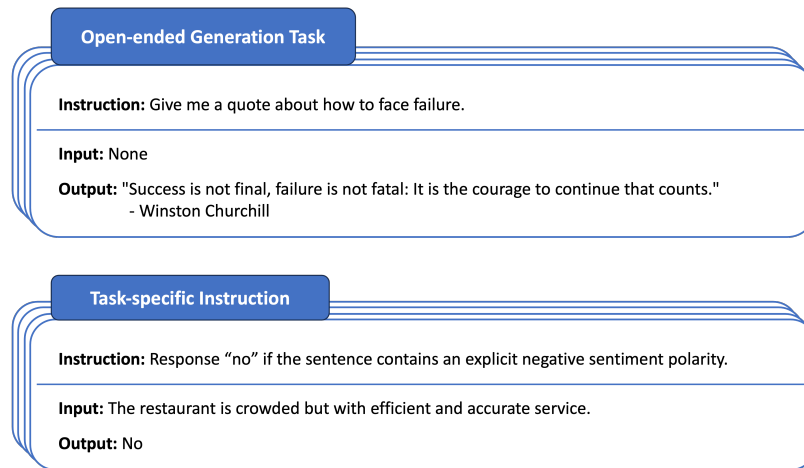 Open-ended Generation Task
Instruction: Give me a quote about how to face failure.
Input: None
Output: "Success is not final, failure is not fatal: It is the courage to continue that counts."
- Winston Churchill
Task-specific Instruction
Instruction: Response “no” if the sentence contains an explicit negative sentiment polarity.
Input: The restaurant is crowded but with efficient and accurate service.
Output: No